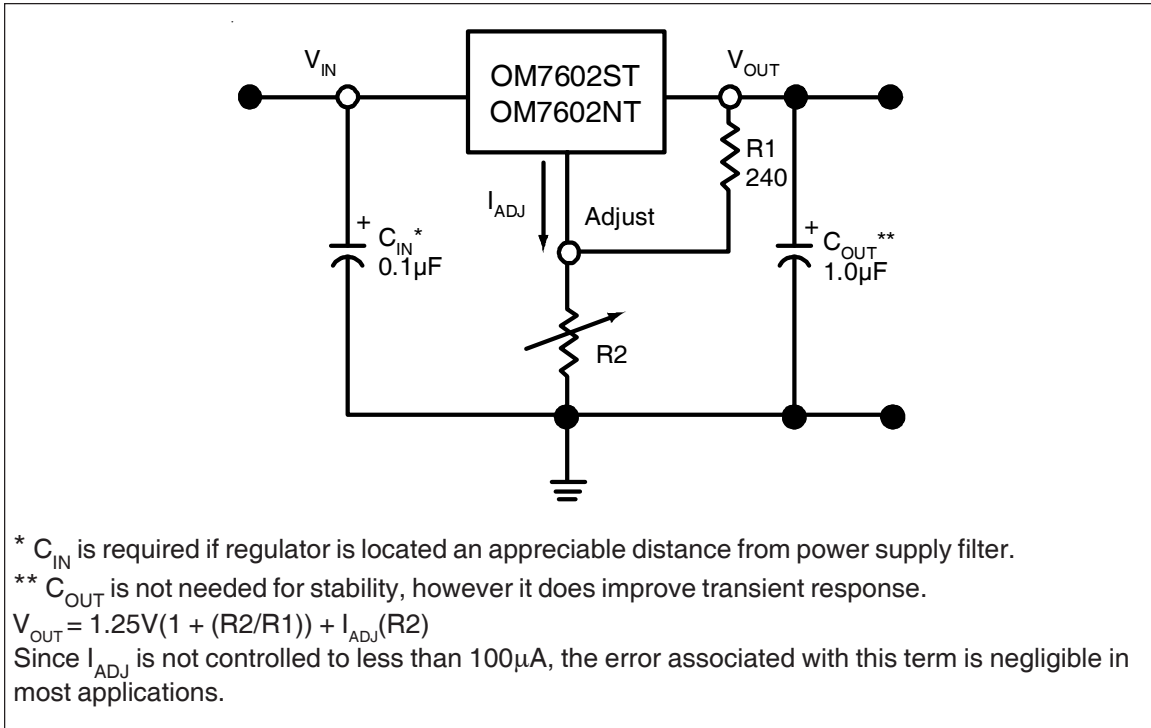 V_IN
OM7602ST
OM7602NT
V_OUT
R1
240
I_ADJ
Adjust
+
C_IN*
0.1µF
+
C_OUT**
1.0µF
R2
* C_IN is required if regulator is located an appreciable distance from power supply filter.
** C_OUT is not needed for stability, however it does improve transient response.
V_OUT = 1.25V(1 + (R2/R1)) + I_ADJ(R2)
Since I_ADJ is not controlled to less than 100µA, the error associated with this term is negligible in
most applications.